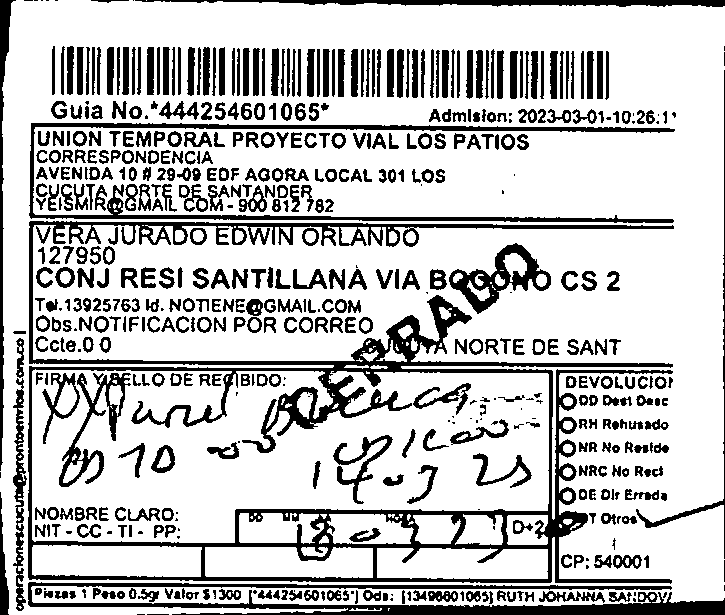 Guia No.*444254601065*
Admision: 2023-03-01-10:26:1
UNION TEMPORAL PROYECTO VIAL LOS PATIOS
CORRESPONDENCIA
AVENIDA 10 # 29-09 EDF AGORA LOCAL 301 LOS
CUCUTA NORTE DE SANTANDER
YEISMIR@GMAIL COM - 900 812 782
VERA JURADO EDWIN ORLANDO
127950
CONJ RESI SANTILLANA VIA BOCONO CS 2
Tel.13925763 Id. NOTIENE@GMAIL.COM
Obs.NOTIFICACION POR CORREO
Ccte.0 0
CUCUTA NORTE DE SANT
CERRADO
FIRMA Y SELLO DE RECIBIDO:
14-03 23
NOMBRE CLARO:
NIT - CC - TI - PP:
DD MM AA HORA
D+2
DEVOLUCION
DD Dest Desc
RH Rehusado
NR No Reside
NRC No Recl
DE Dir Errada
OT Otros
CP: 540001
operacionescucuta@prontoenvios.com.co |
Piezas 1 Peso 0.5gr Valor $1300 [*444254601065*] Ods: [13496601065] RUTH JOHANNA SANDOVA